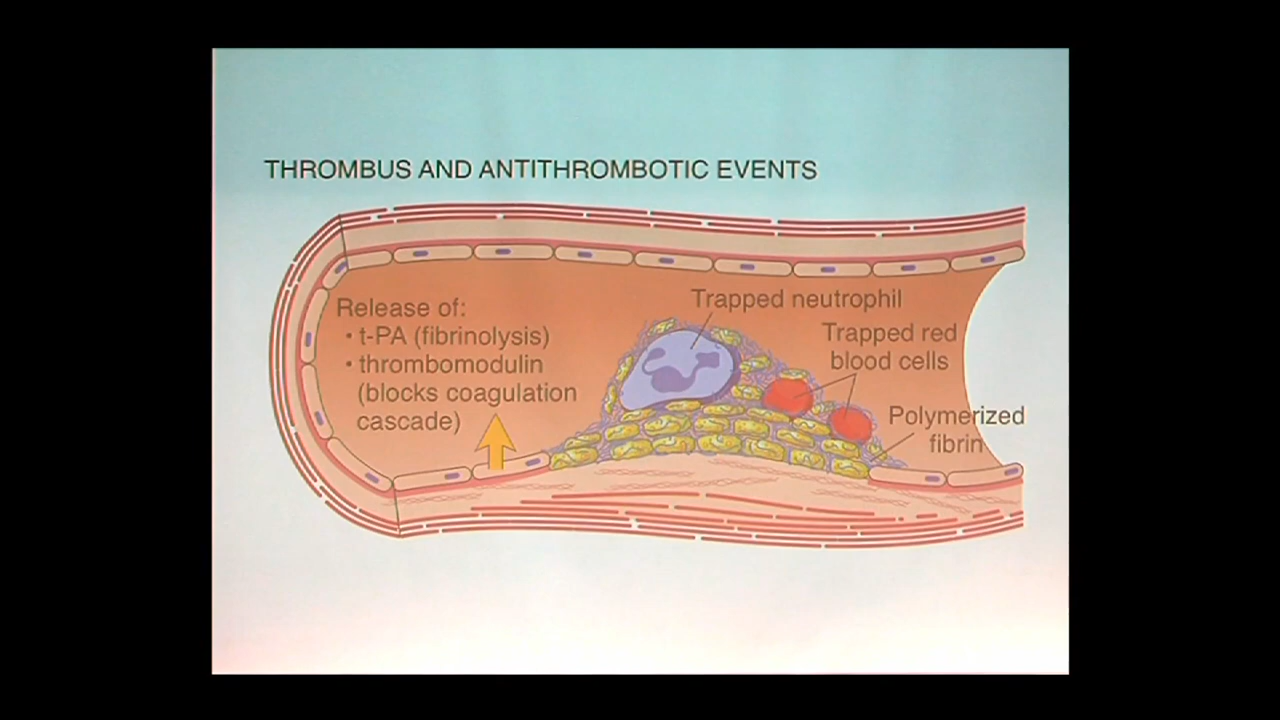 THROMBUS AND ANTITHROMBOTIC EVENTS
Release of:
• t-PA (fibrinolysis)
• thrombomodulin
(blocks coagulation
cascade)
Trapped neutrophil
Trapped red
blood cells
Polymerized
fibrin